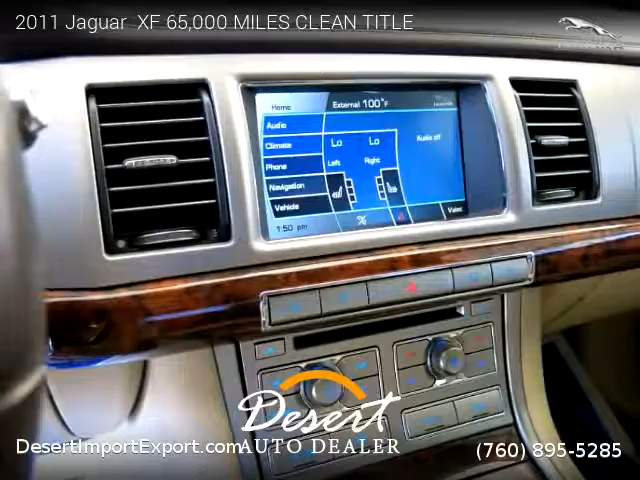 2011 Jaguar XF 65,000 MILES CLEAN TITLE
Home
External 100°F
Audio
Climate
Phone
Navigation
Vehicle
Lo Lo
Left Right
Audio off
1:50 pm
Valet
Desert
AUTO DEALER
DesertImportExport.com
(760) 895-5285